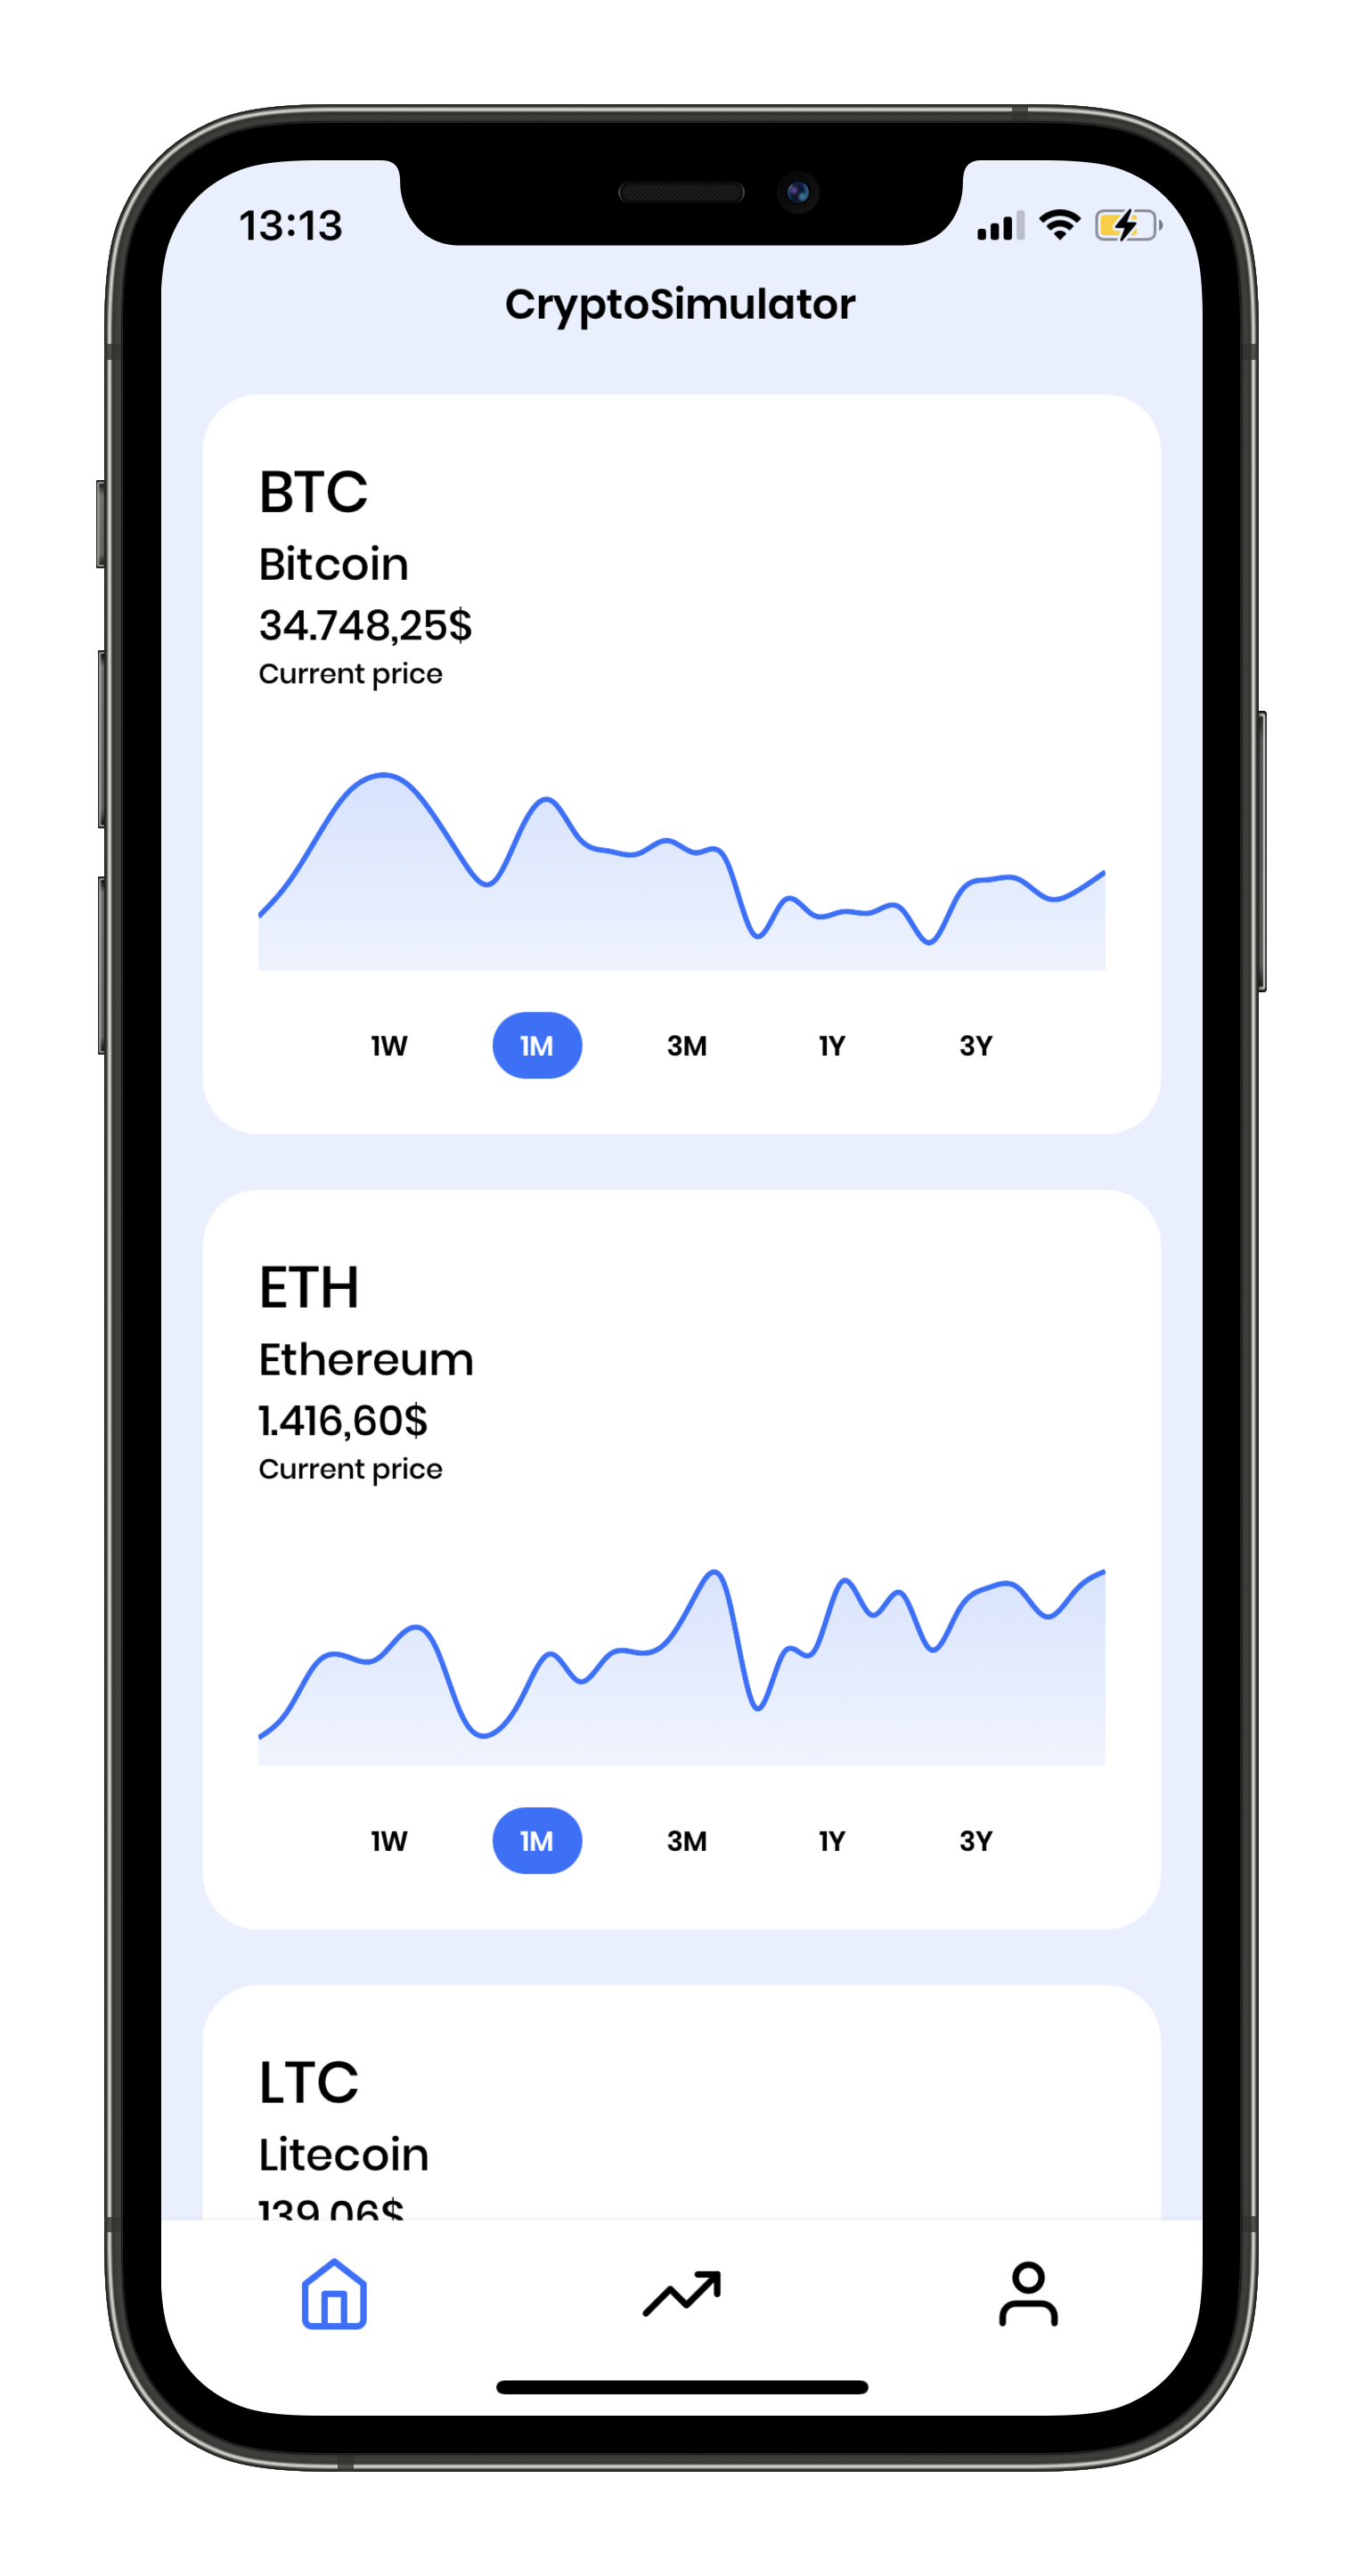 13:13
CryptoSimulator
BTC
Bitcoin
34.748,25$
Current price
1W 1M 3M 1Y 3Y
ETH
Ethereum
1.416,60$
Current price
1W 1M 3M 1Y 3Y
LTC
Litecoin
139,06$